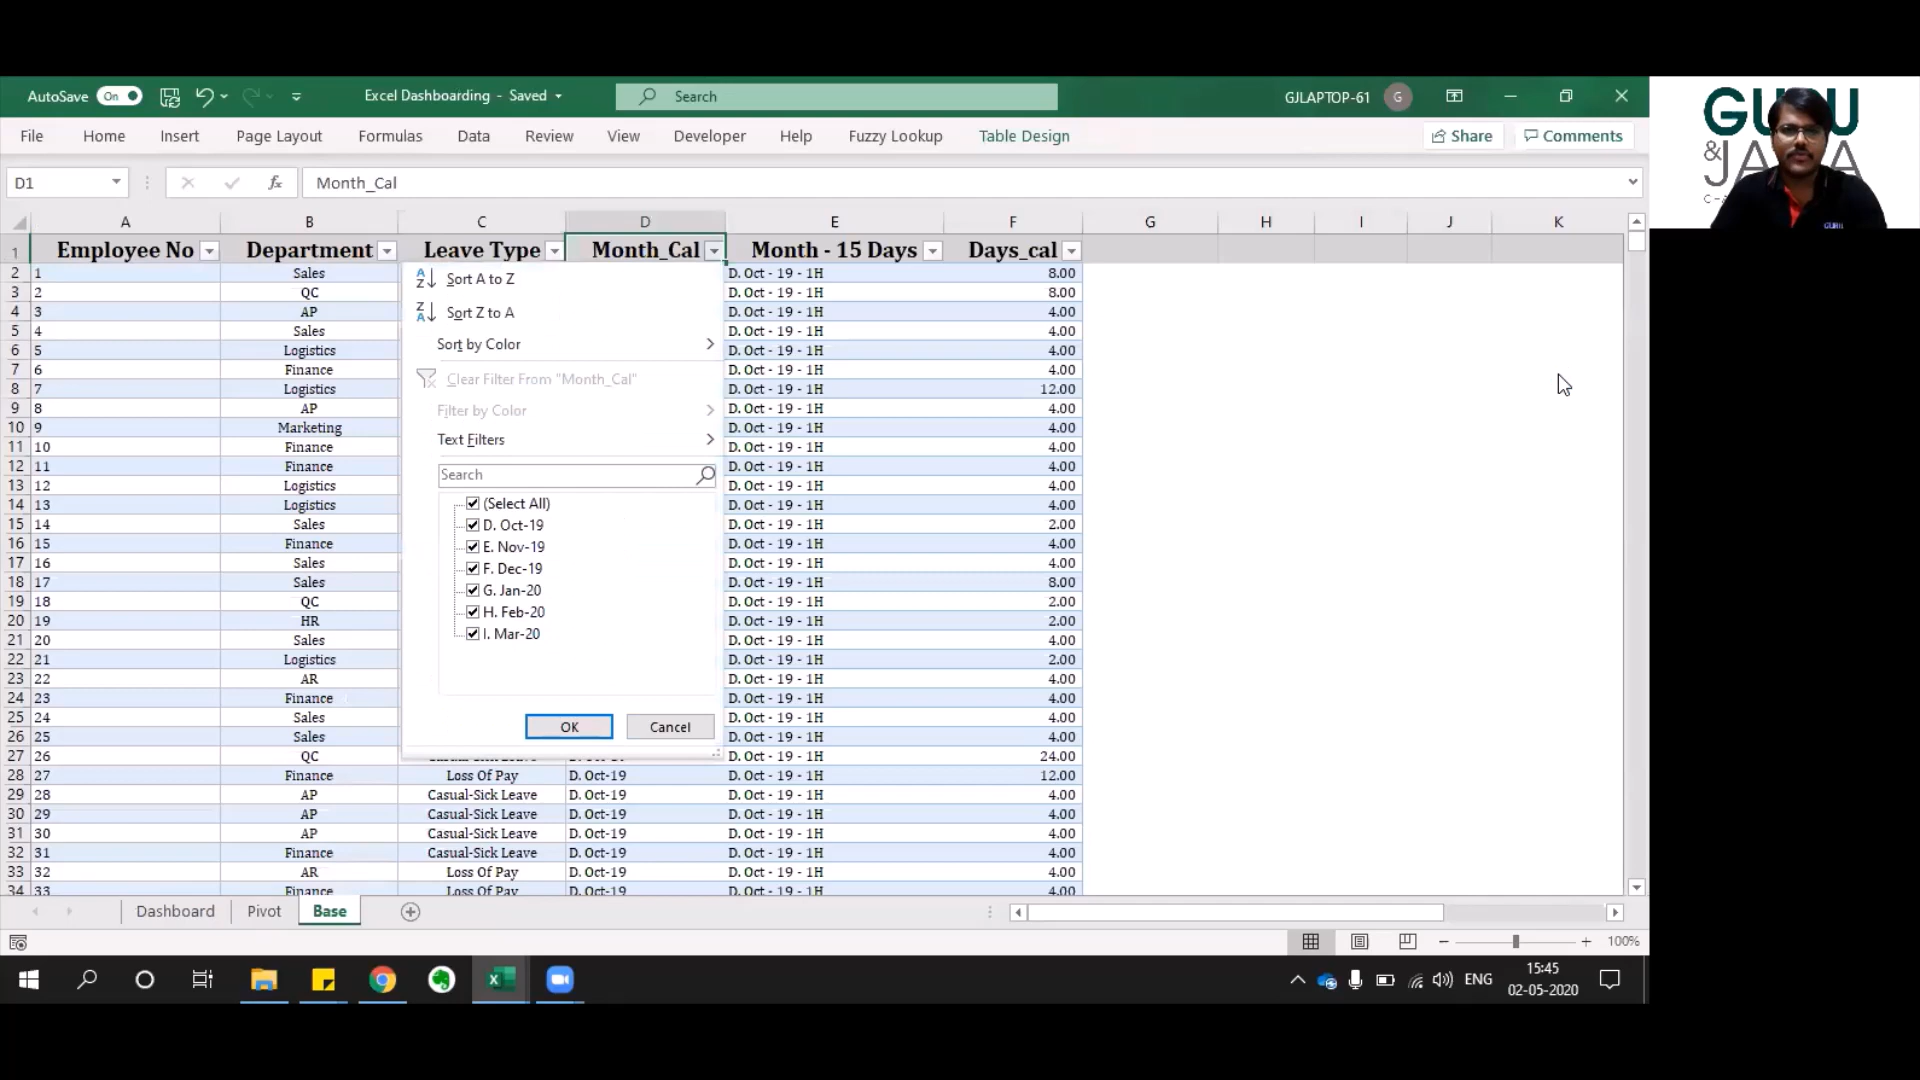 AutoSave On Excel Dashboarding - Saved Search GJLAPTOP-61 G
File Home Insert Page Layout Formulas Data Review View Developer Help Fuzzy Lookup Table Design Share Comments
D1 fx Month_Cal
A B C D E F G H I J K
1 Employee No Department Leave Type Month_Cal Month - 15 Days Days_cal
2 1 Sales D. Oct - 19 - 1H 8.00
3 2 QC D. Oct - 19 - 1H 8.00
4 3 AP D. Oct - 19 - 1H 4.00
5 4 Sales D. Oct - 19 - 1H 4.00
6 5 Logistics D. Oct - 19 - 1H 4.00
7 6 Finance D. Oct - 19 - 1H 4.00
8 7 Logistics D. Oct - 19 - 1H 12.00
9 8 AP D. Oct - 19 - 1H 4.00
10 9 Marketing D. Oct - 19 - 1H 4.00
11 10 Finance D. Oct - 19 - 1H 4.00
12 11 Finance D. Oct - 19 - 1H 4.00
13 12 Logistics D. Oct - 19 - 1H 4.00
14 13 Logistics D. Oct - 19 - 1H 4.00
15 14 Sales D. Oct - 19 - 1H 2.00
16 15 Finance D. Oct - 19 - 1H 4.00
17 16 Sales D. Oct - 19 - 1H 4.00
18 17 Sales D. Oct - 19 - 1H 8.00
19 18 QC D. Oct - 19 - 1H 2.00
20 19 HR D. Oct - 19 - 1H 2.00
21 20 Sales D. Oct - 19 - 1H 4.00
22 21 Logistics D. Oct - 19 - 1H 2.00
23 22 AR D. Oct - 19 - 1H 4.00
24 23 Finance D. Oct - 19 - 1H 4.00
25 24 Sales D. Oct - 19 - 1H 4.00
26 25 Sales D. Oct - 19 - 1H 4.00
27 26 QC D. Oct - 19 - 1H 24.00
28 27 Finance Loss Of Pay D. Oct-19 D. Oct - 19 - 1H 12.00
29 28 AP Casual-Sick Leave D. Oct-19 D. Oct - 19 - 1H 4.00
30 29 AP Casual-Sick Leave D. Oct-19 D. Oct - 19 - 1H 4.00
31 30 AP Casual-Sick Leave D. Oct-19 D. Oct - 19 - 1H 4.00
32 31 Finance Casual-Sick Leave D. Oct-19 D. Oct - 19 - 1H 4.00
33 32 AR Loss Of Pay D. Oct-19 D. Oct - 19 - 1H 4.00
34 33 Finance Loss Of Pay D. Oct-19 D. Oct - 19 - 1H 4.00
Sort A to Z
Sort Z to A
Sort by Color
Clear Filter From "Month_Cal"
Filter by Color
Text Filters
Search
(Select All)
D. Oct-19
E. Nov-19
F. Dec-19
G. Jan-20
H. Feb-20
I. Mar-20
OK Cancel
Dashboard Pivot Base
100%
ENG 15:45
02-05-2020
&